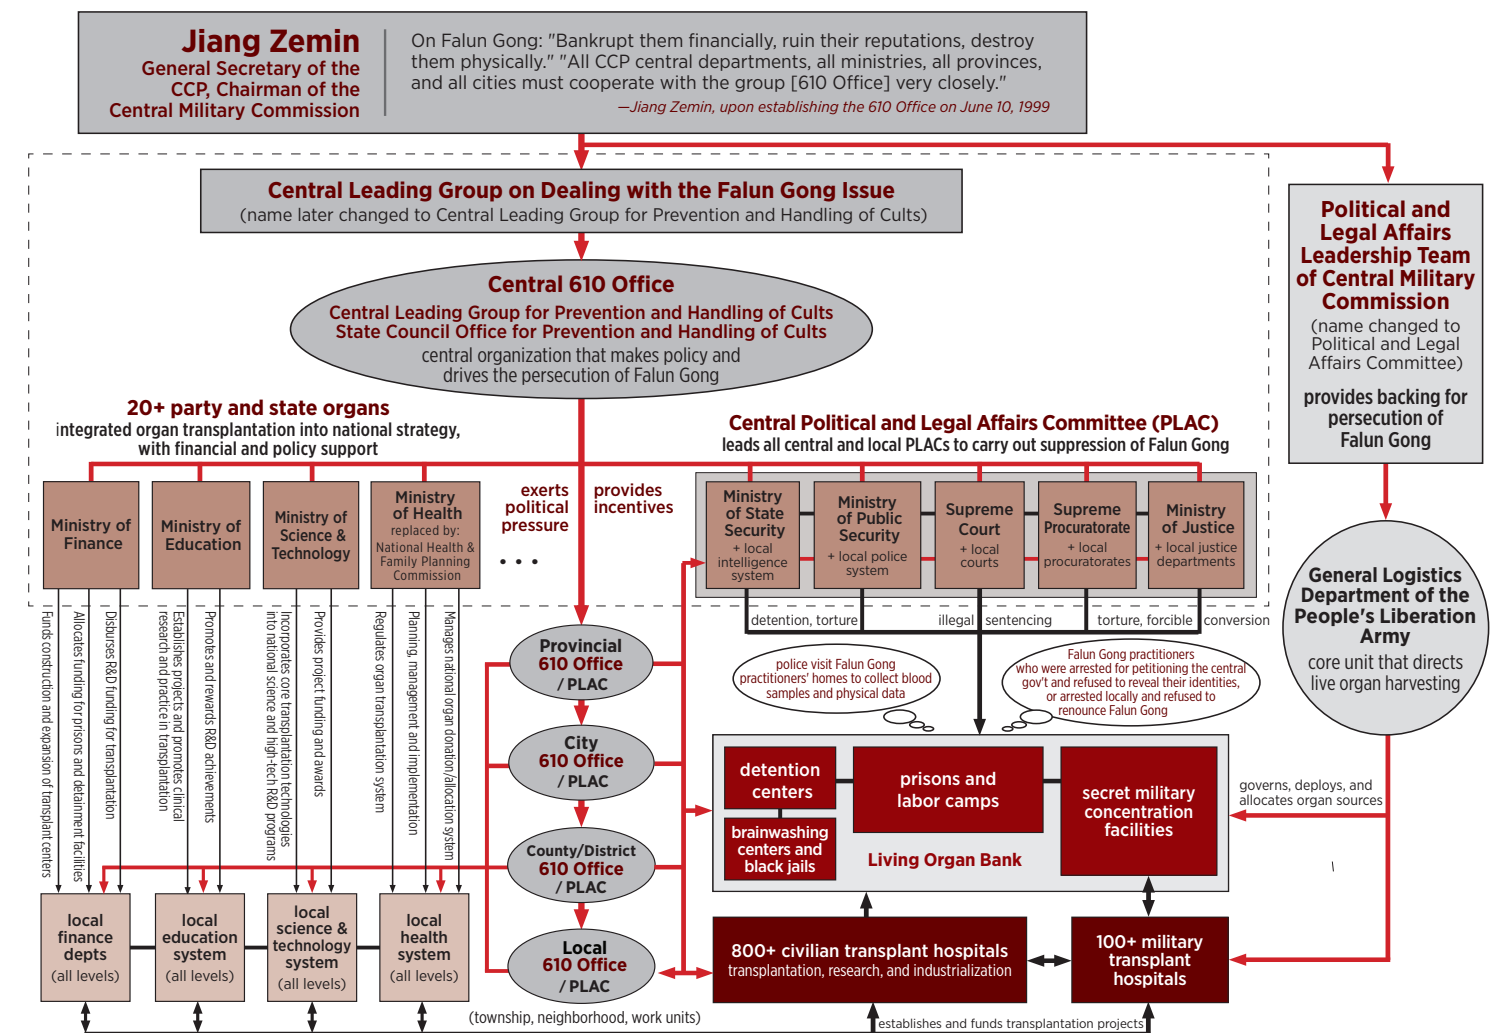 Jiang Zemin
General Secretary of the
CCP, Chairman of the
Central Military Commission
On Falun Gong: "Bankrupt them financially, ruin their reputations, destroy
them physically." "All CCP central departments, all ministries, all provinces,
and all cities must cooperate with the group [610 Office] very closely."
—Jiang Zemin, upon establishing the 610 Office on June 10, 1999
Central Leading Group on Dealing with the Falun Gong Issue
(name later changed to Central Leading Group for Prevention and Handling of Cults)
Political and
Legal Affairs
Leadership Team
of Central Military
Commission
(name changed to
Political and Legal
Affairs Committee)
provides backing for
persecution of
Falun Gong
Central 610 Office
Central Leading Group for Prevention and Handling of Cults
State Council Office for Prevention and Handling of Cults
central organization that makes policy and
drives the persecution of Falun Gong
20+ party and state organs
integrated organ transplantation into national strategy,
with financial and policy support
Central Political and Legal Affairs Committee (PLAC)
leads all central and local PLACs to carry out suppression of Falun Gong
Ministry of
Finance
Ministry of
Education
Ministry of
Science &
Technology
Ministry
of Health
replaced by:
National Health &
Family Planning
Commission
• • •
exerts
political
pressure
provides
incentives
Ministry
of State
Security
+ local
intelligence
system
Ministry
of Public
Security
+ local police
system
Supreme
Court
+ local
courts
Supreme
Procuratorate
+ local
procuratorates
Ministry
of Justice
+ local justice
departments
General Logistics
Department of the
People's Liberation
Army
core unit that directs
live organ harvesting
Funds construction and expansion of transplant centers
Allocates funding for prisons and detainment facilities
Disburses R&D funding for transplantation
Establishes projects and promotes clinical
research and practice in transplantation
Promotes and rewards R&D achievements
Incorporates core transplantation technologies
into national science and high-tech R&D programs
Provides project funding and awards
Regulates organ transplantation system
Planning, management and implementation
Manages national organ donation/allocation system
detention, torture
illegal sentencing
torture, forcible conversion
police visit Falun Gong
practitioners' homes to collect blood
samples and physical data
Falun Gong practitioners
who were arrested for petitioning the central
gov't and refused to reveal their identities,
or arrested locally and refused to
renounce Falun Gong
Provincial
610 Office
/ PLAC
City
610 Office
/ PLAC
County/District
610 Office
/ PLAC
Local
610 Office
/ PLAC
(township, neighborhood, work units)
detention
centers
brainwashing
centers and
black jails
prisons and
labor camps
secret military
concentration
facilities
Living Organ Bank
governs, deploys, and
allocates organ sources
local
finance
depts
(all levels)
local
education
system
(all levels)
local
science &
technology
system
(all levels)
local
health
system
(all levels)
800+ civilian transplant hospitals
transplantation, research, and industrialization
100+ military
transplant
hospitals
establishes and funds transplantation projects